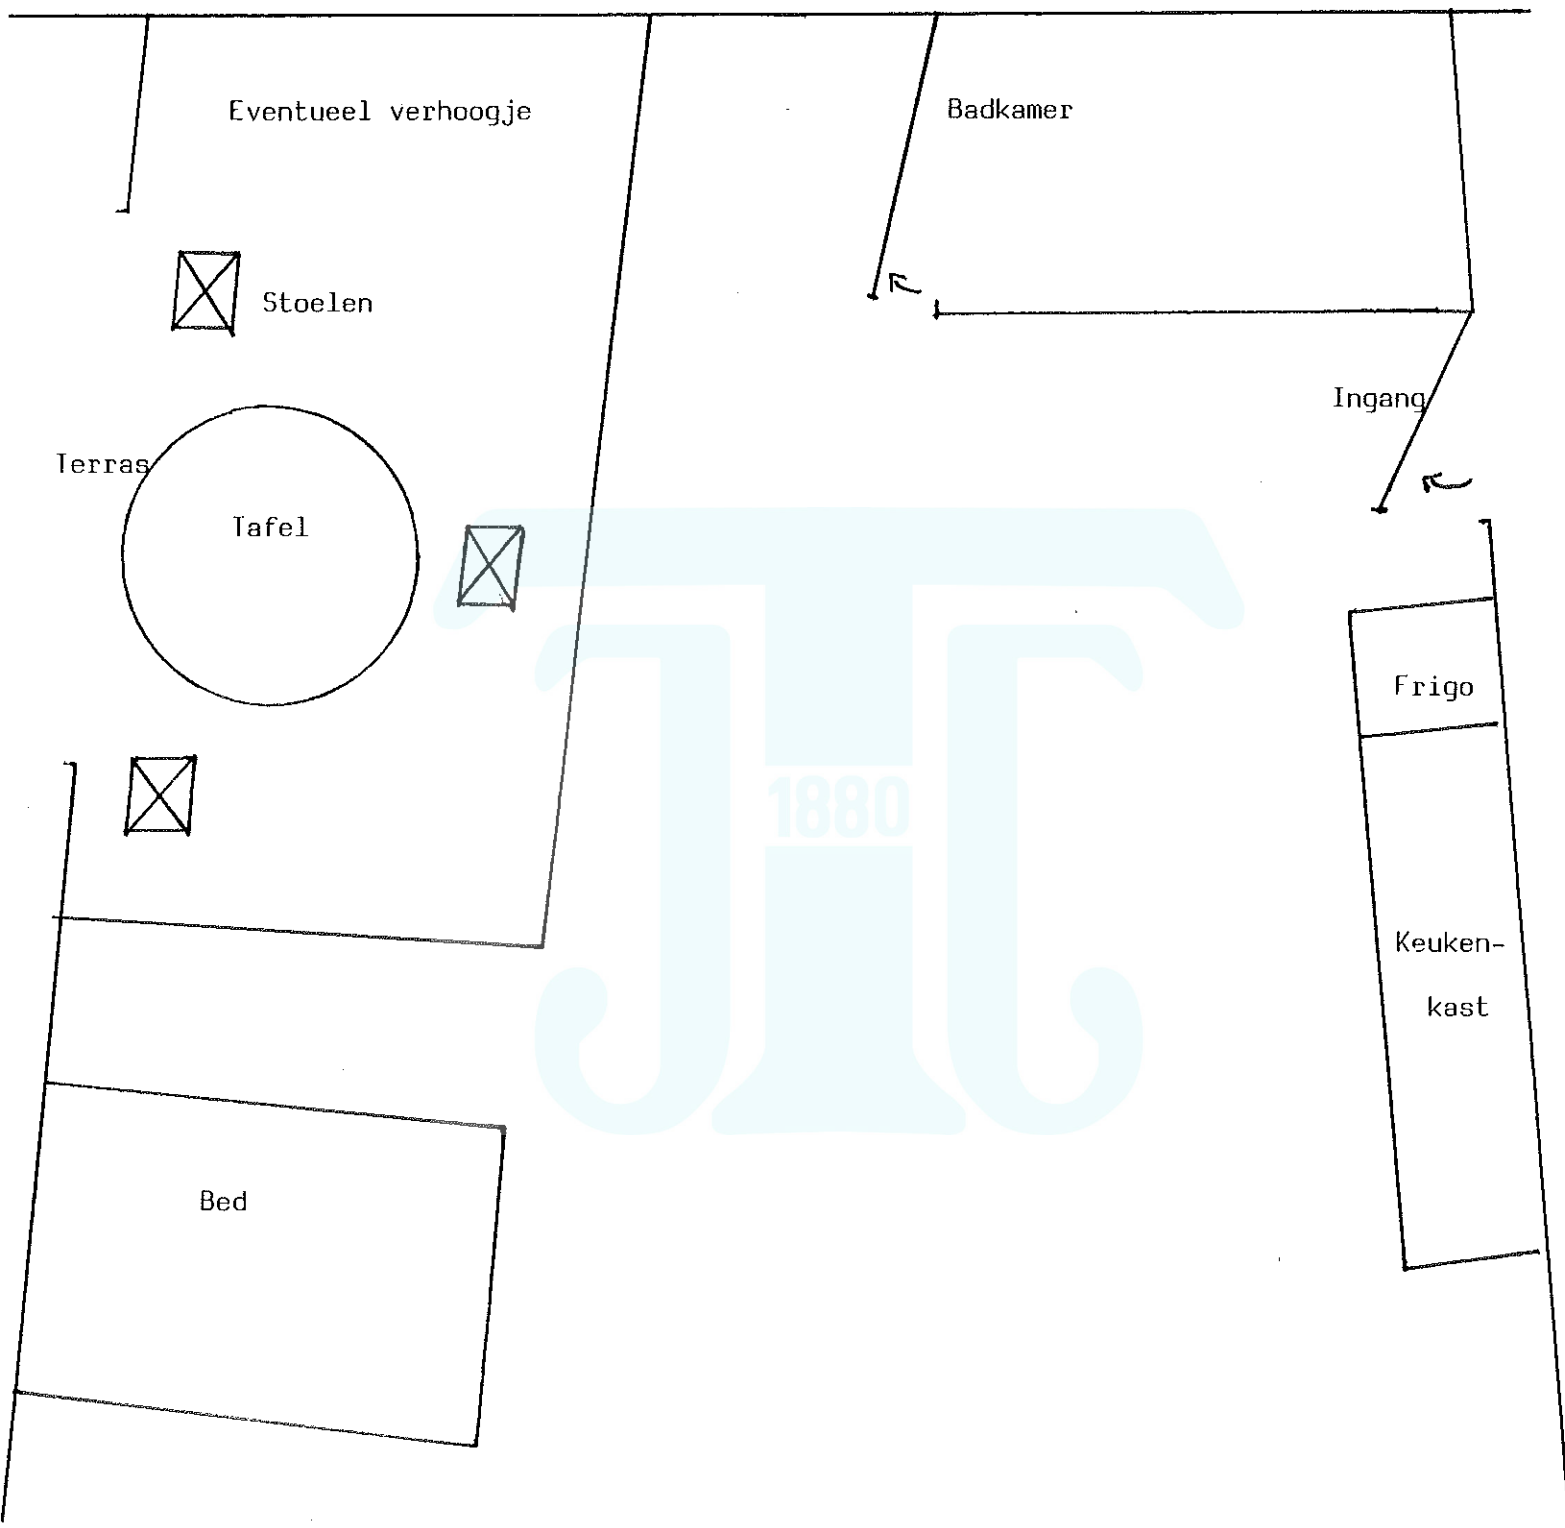 Eventueel verhoogje
Badkamer
Stoelen
Ingang
Terras
Tafel
Frigo
1880
Keuken-
kast
Bed